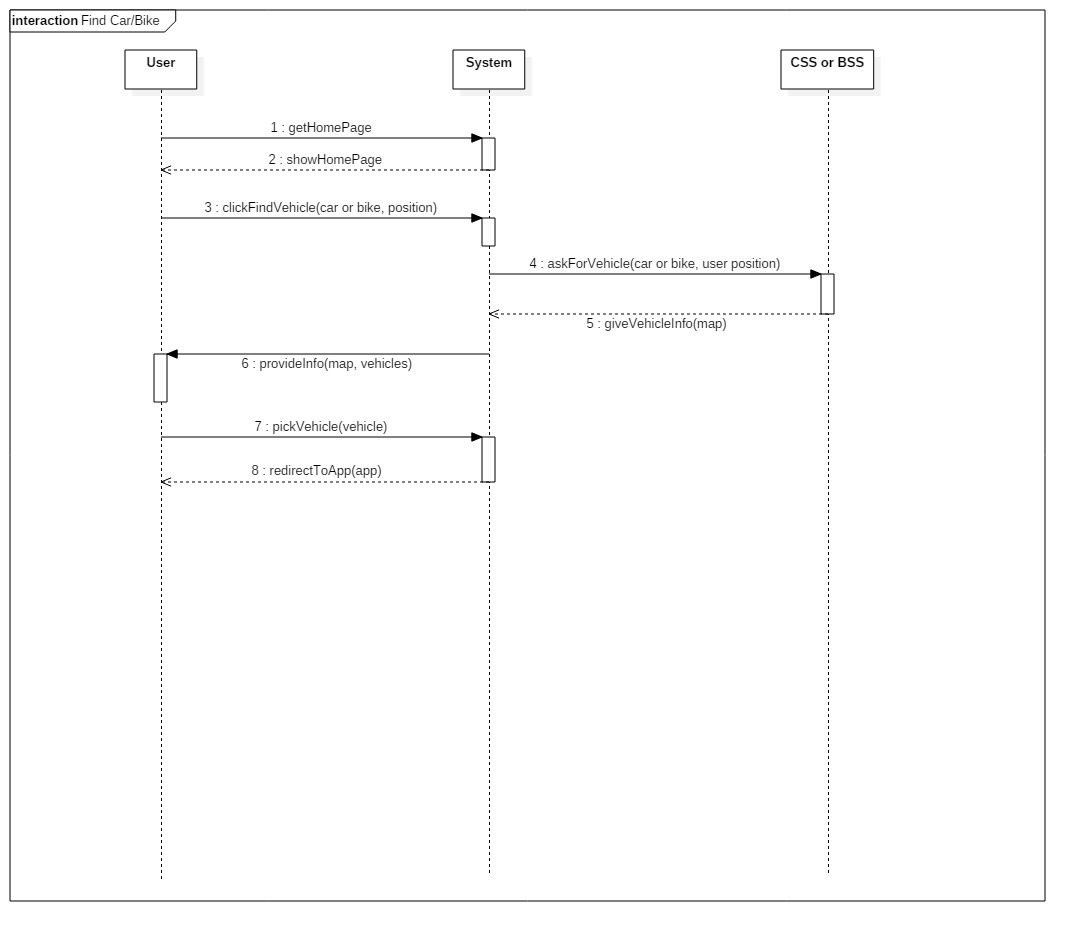 interaction Find Car/Bike
User
System
CSS or BSS
1 : getHomePage
2 : showHomePage
3 : clickFindVehicle(car or bike, position)
4 : askForVehicle(car or bike, user position)
5 : giveVehicleInfo(map)
6 : provideInfo(map, vehicles)
7 : pickVehicle(vehicle)
8 : redirectToApp(app)